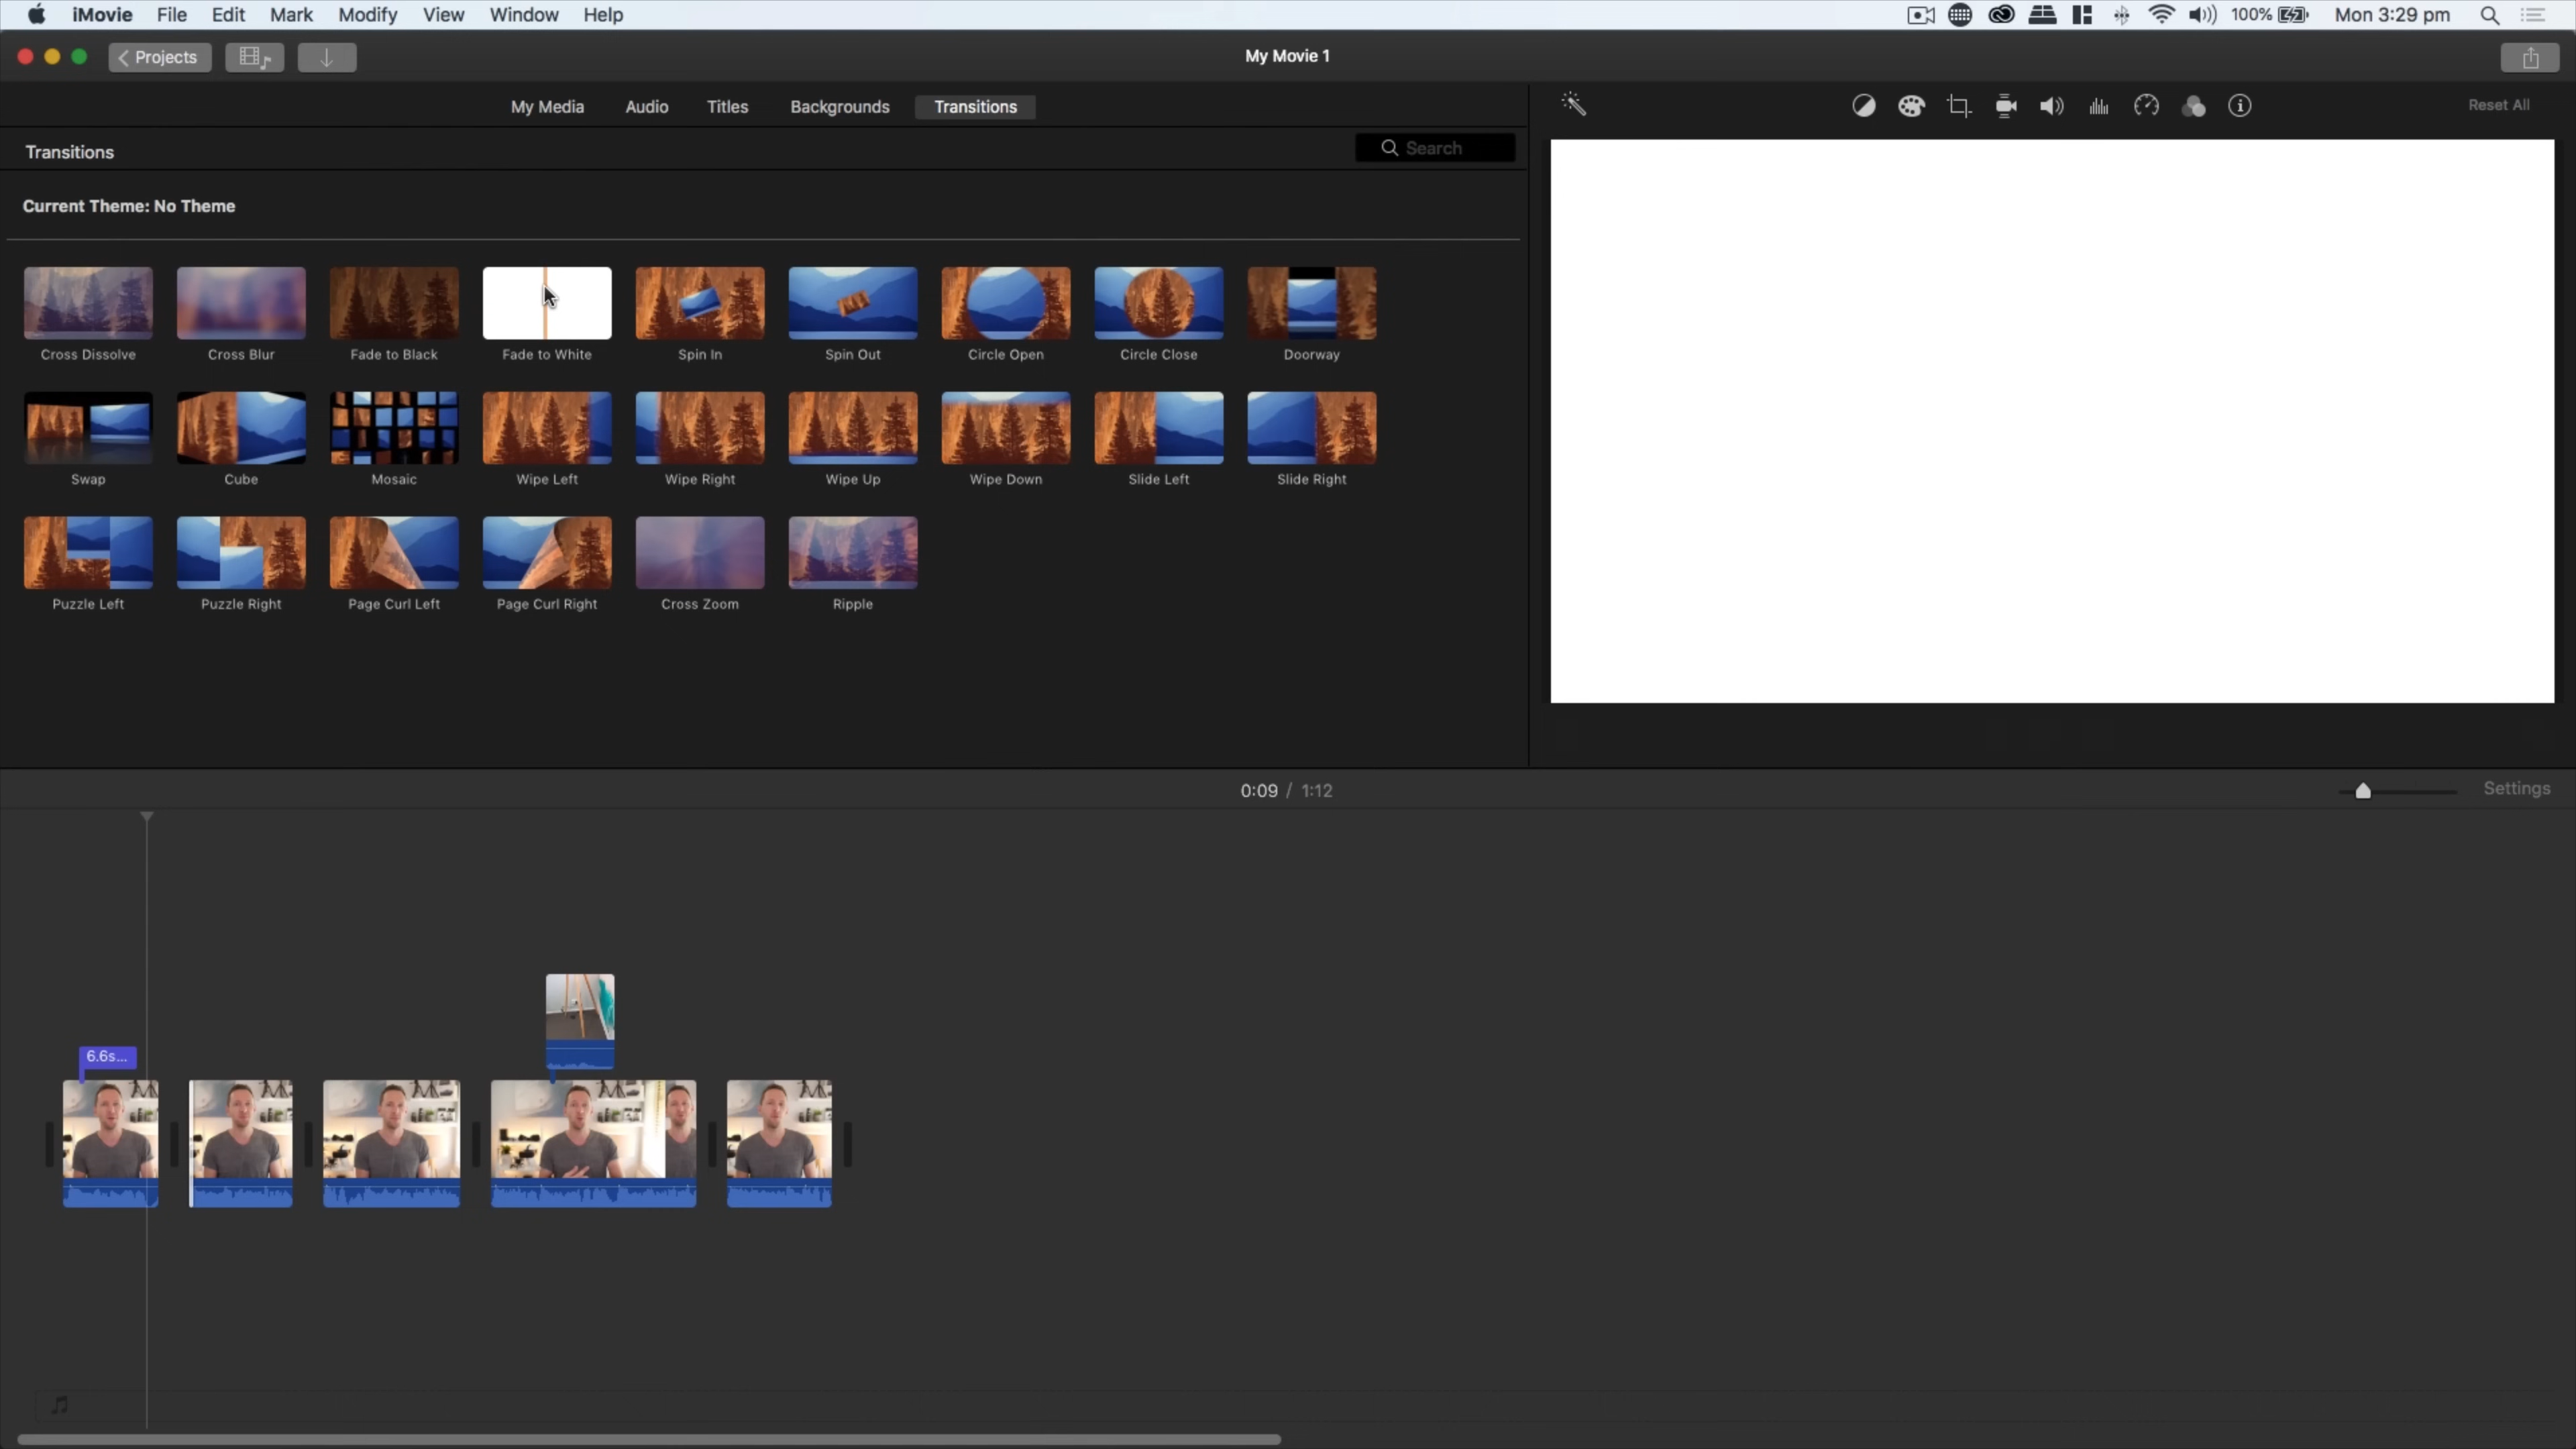 iMovie File Edit Mark Modify View Window Help 100% Mon 3:29 pm
Projects My Movie 1
My Media Audio Titles Backgrounds Transitions Reset All
Transitions Search
Current Theme: No Theme
Cross Dissolve Cross Blur Fade to Black Fade to White Spin In Spin Out Circle Open Circle Close Doorway
Swap Cube Mosaic Wipe Left Wipe Right Wipe Up Wipe Down Slide Left Slide Right
Puzzle Left Puzzle Right Page Curl Left Page Curl Right Cross Zoom Ripple
0:09 / 1:12 Settings
6.6s...